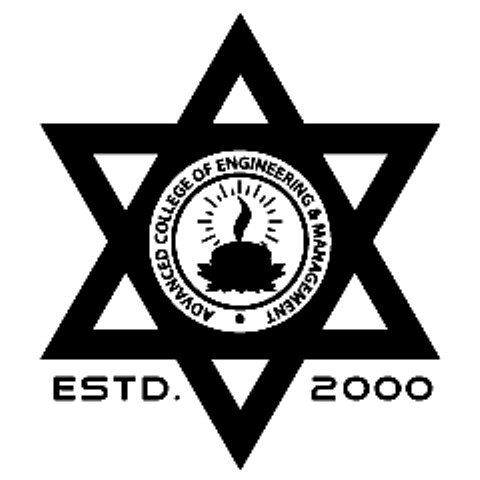 ADVANCED COLLEGE OF ENGINEERING & MANAGEMENT
ESTD. 2000